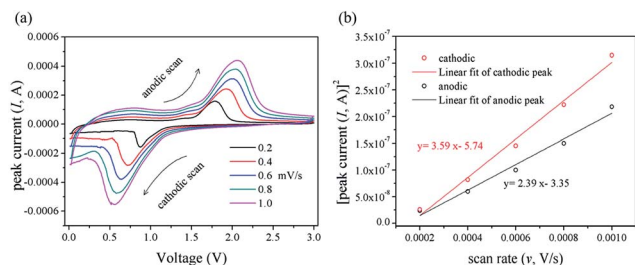 (a)
peak current (I, A)
0.0006
0.0004
0.0002
0.0000
-0.0002
-0.0004
-0.0006
anodic scan
cathodic scan
0.2
0.4
0.6 mV/s
0.8
1.0
0.0 0.5 1.0 1.5 2.0 2.5 3.0
Voltage (V)
(b)
[peak current (I, A)]²
3.5x10⁻⁷
3.0x10⁻⁷
2.5x10⁻⁷
2.0x10⁻⁷
1.5x10⁻⁷
1.0x10⁻⁷
5.0x10⁻⁸
0.0
cathodic
Linear fit of cathodic peak
anodic
Linear fit of anodic peak
y= 3.59 x- 5.74
y= 2.39 x- 3.35
0.0002 0.0004 0.0006 0.0008 0.0010
scan rate (v, V/s)